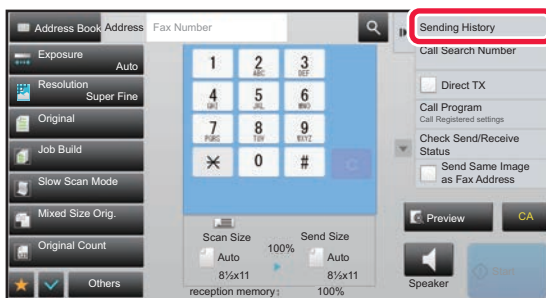 Address Book Address Fax Number
Sending History
Exposure
Auto
Call Search Number
Resolution
Super Fine
Direct TX
Original
Call Program
Call Registered settings
Job Build
Check Send/Receive
Status
Slow Scan Mode
Send Same Image
as Fax Address
Mixed Size Orig.
Original Count
Others
1
2
ABC
3
DEF
4
GHI
5
JKL
6
MNO
7
PQRS
8
TUV
9
WXYZ
0
#
C
Scan Size
100%
Send Size
Auto
Auto
8½x11
8½x11
reception memory:
100%
Preview
CA
Speaker
Start